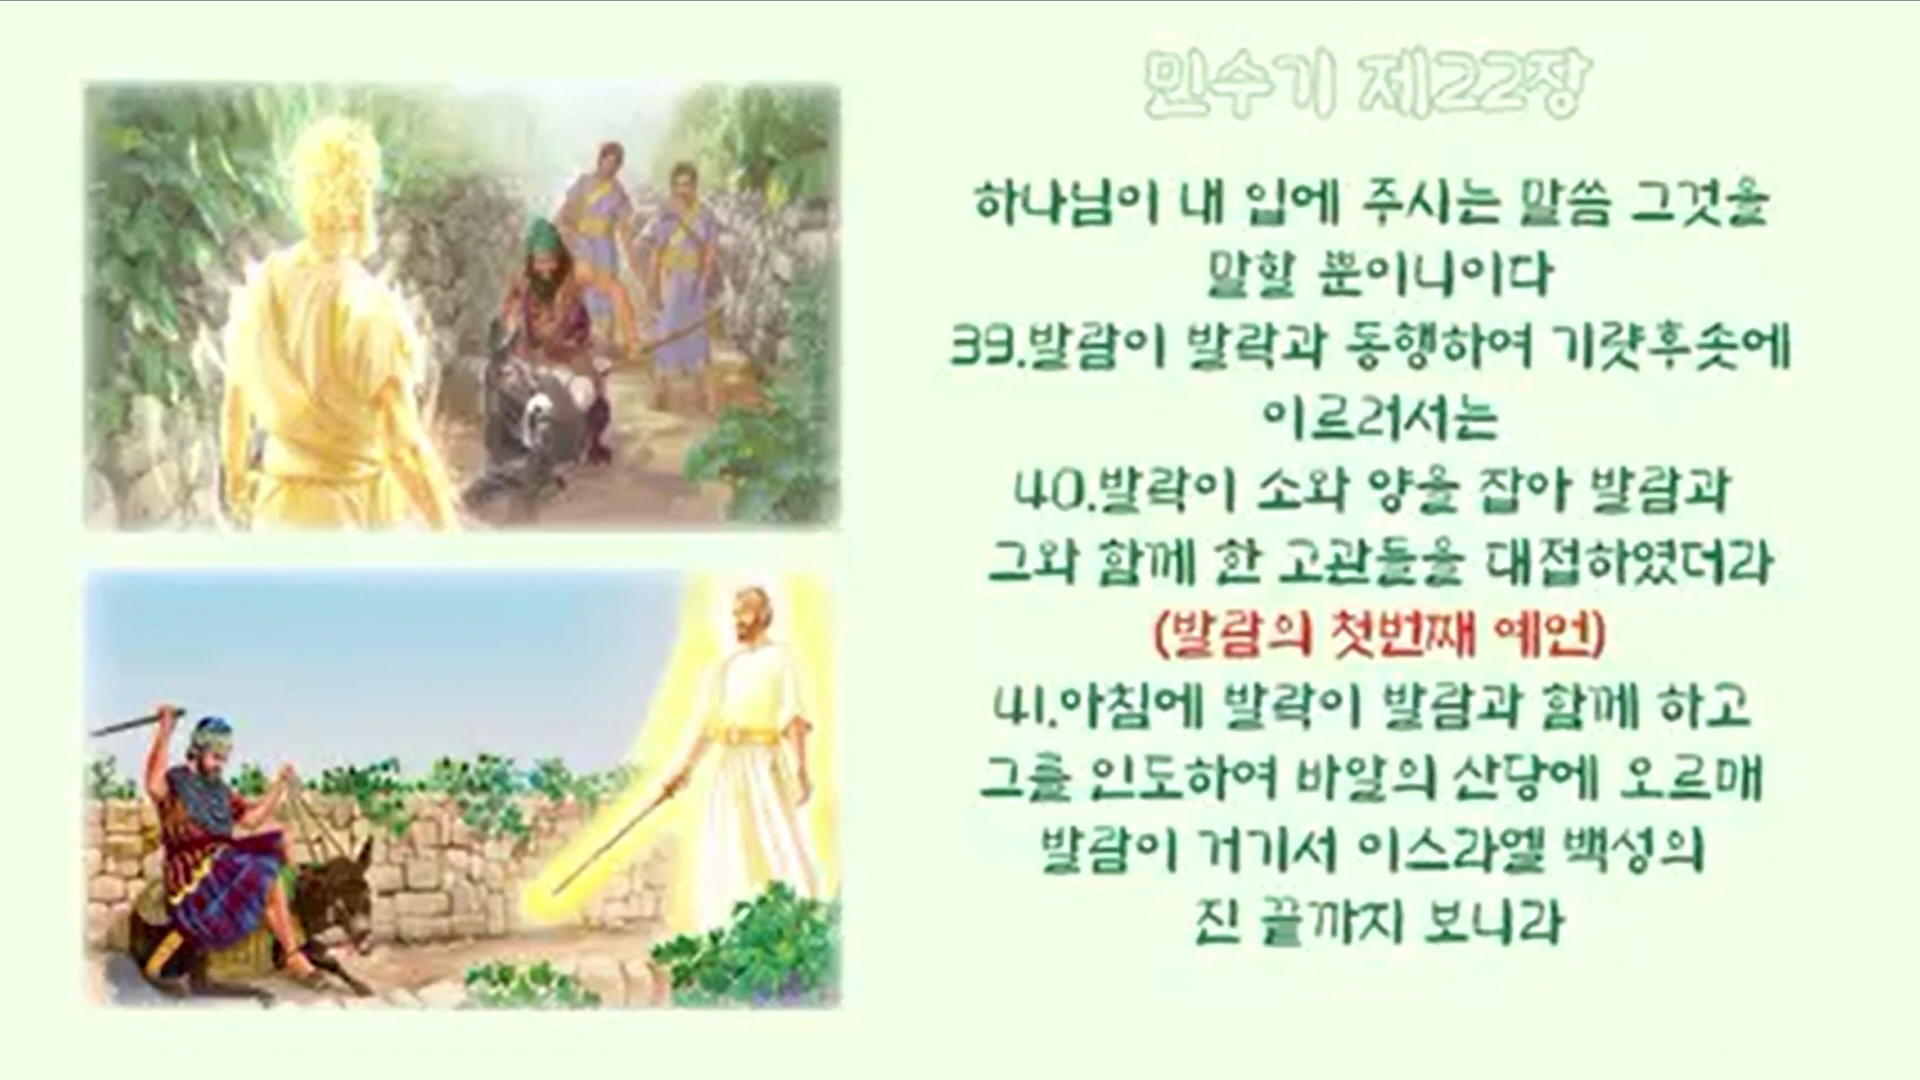 민수기 제22장
하나님이 내 입에 주시는 말씀 그것을
말할 뿐이니이다
39.발람이 발락과 동행하여 기럇후솟에
이르러서는
40.발락이 소와 양을 잡아 발람과
그와 함께 한 고관들을 대접하였더라
(발람의 첫번째 예언)
41.아침에 발락이 발람과 함께 하고
그를 인도하여 바알의 산당에 오르매
발람이 거기서 이스라엘 백성의
진 끝까지 보니라